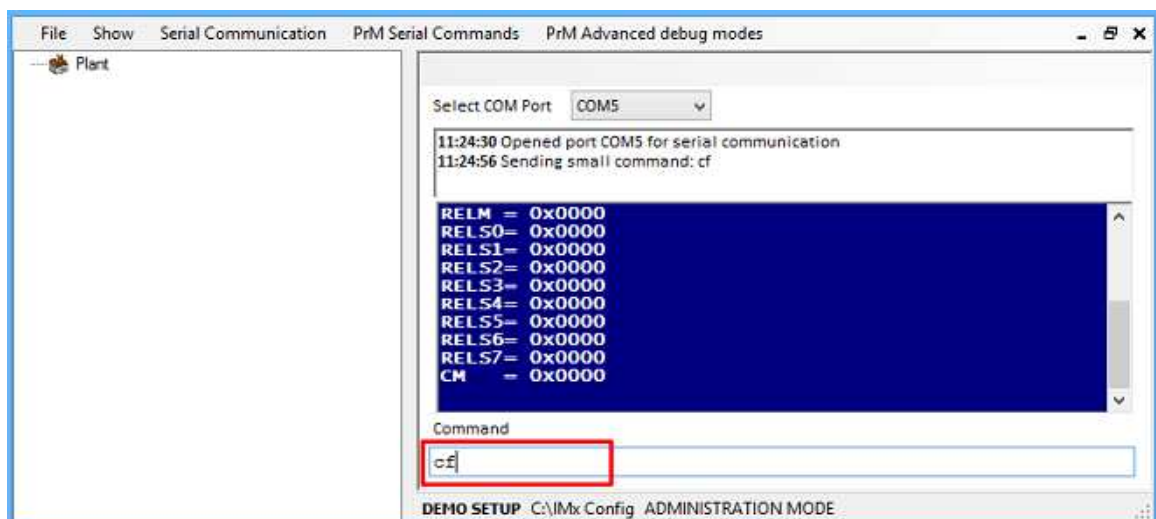 File Show Serial Communication PrM Serial Commands PrM Advanced debug modes
Plant
Select COM Port COM5
11:24:30 Opened port COM5 for serial communication
11:24:56 Sending small command: cf
RELM = 0x0000
RELS0= 0x0000
RELS1= 0x0000
RELS2= 0x0000
RELS3= 0x0000
RELS4= 0x0000
RELS5= 0x0000
RELS6= 0x0000
RELS7= 0x0000
CM = 0x0000
Command
cf
DEMO SETUP C:\IMx Config ADMINISTRATION MODE